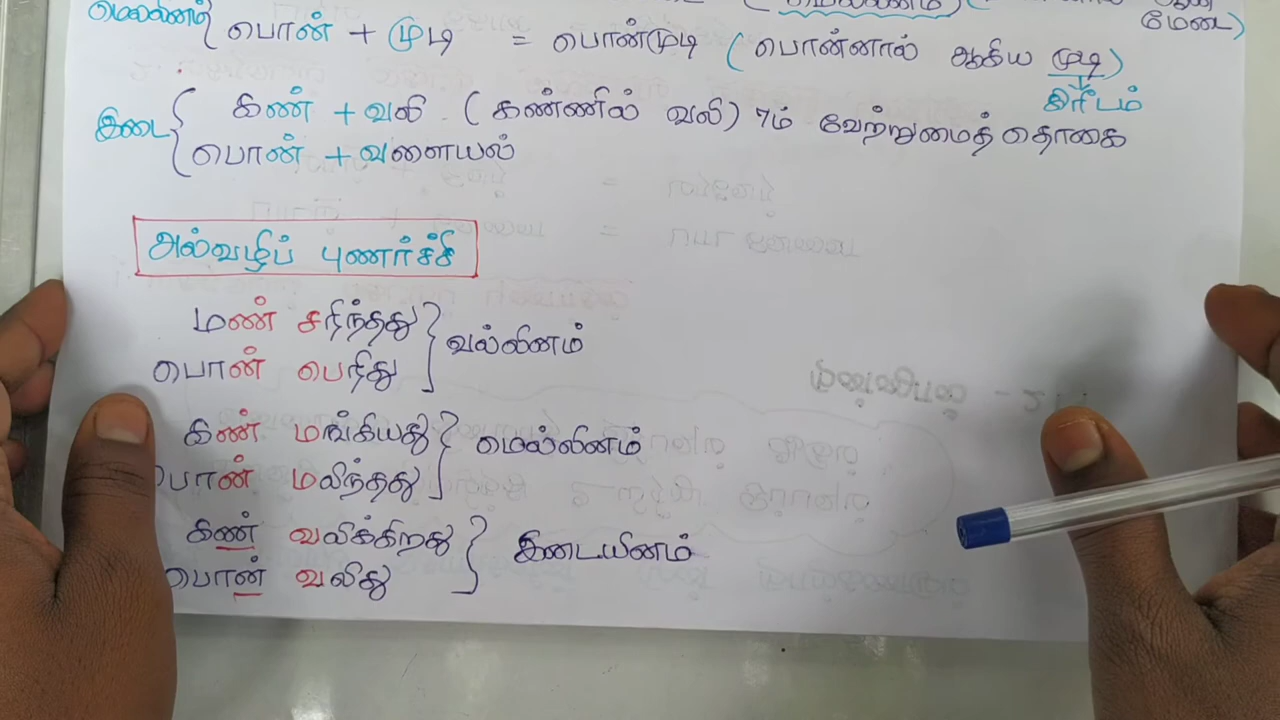 மெல்லினம் { பொன் + முடி = பொன்முடி ( பொன்னால் ஆகிய முடி )
மேடை )
கிரீடம்
இடை { கண் + வலி ( கண்ணில் வலி ) 7ம் வேற்றுமைத் தொகை
பொன் + வளையல்
அல்வழிப் புணர்ச்சி
மண் சரிந்தது } வல்லினம்
பொன் பெரிது
கண் மங்கியது } மெல்லினம்
பொன் மலிந்தது
கண் வலிக்கிறது } இடையினம்
பொன் வலிது